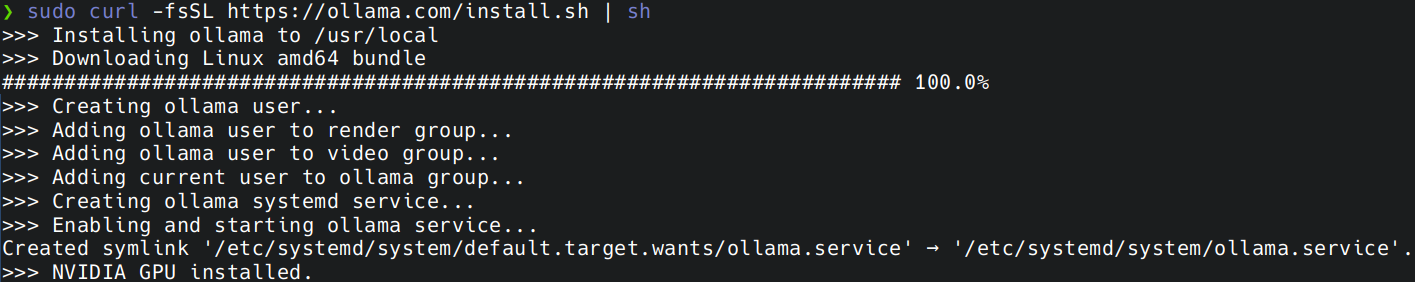 ❯ sudo curl -fsSL https://ollama.com/install.sh | sh
>>> Installing ollama to /usr/local
>>> Downloading Linux amd64 bundle
######################################################################## 100.0%
>>> Creating ollama user...
>>> Adding ollama user to render group...
>>> Adding ollama user to video group...
>>> Adding current user to ollama group...
>>> Creating ollama systemd service...
>>> Enabling and starting ollama service...
Created symlink '/etc/systemd/system/default.target.wants/ollama.service' → '/etc/systemd/system/ollama.service'.
>>> NVIDIA GPU installed.